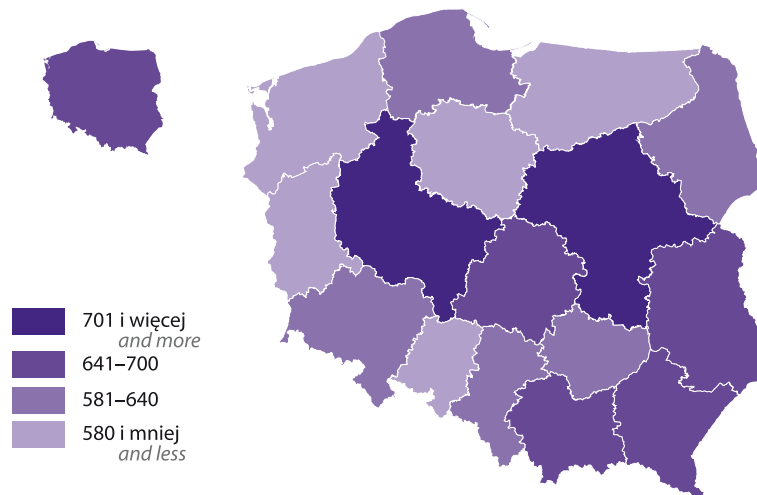 701 i więcej
and more
641–700
581–640
580 i mniej
and less